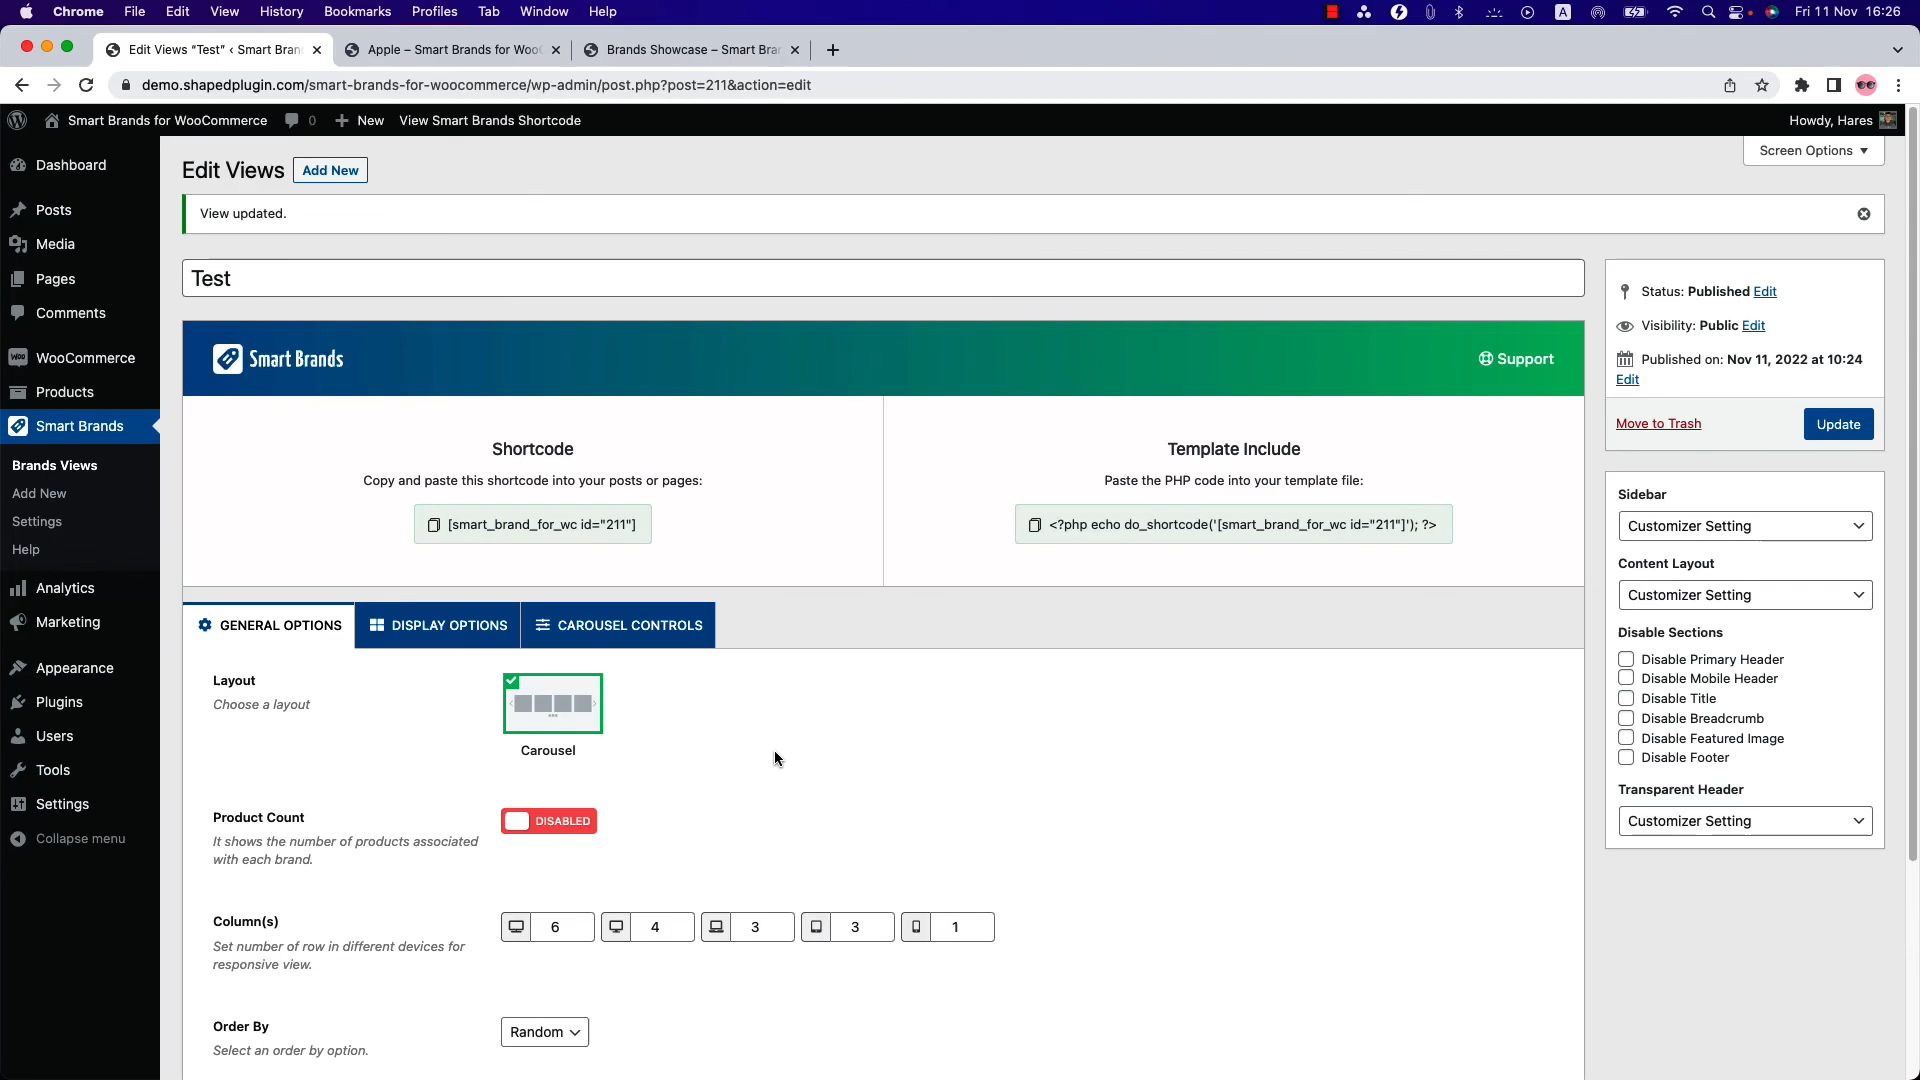 Chrome File Edit View History Bookmarks Profiles Tab Window Help
A Fri 11 Nov 16:26
Edit Views “Test” ‹ Smart Bran
Apple – Smart Brands for WooC
Brands Showcase – Smart Bran
demo.shapedplugin.com/smart-brands-for-woocommerce/wp-admin/post.php?post=211&action=edit
Smart Brands for WooCommerce 0 New View Smart Brands Shortcode
Howdy, Hares
Dashboard
Posts
Media
Pages
Comments
WooCommerce
Products
Smart Brands
Brands Views
Add New
Settings
Help
Analytics
Marketing
Appearance
Plugins
Users
Tools
Settings
Collapse menu
Screen Options
Edit Views Add New
View updated.
Test
Smart Brands
Support
Shortcode
Copy and paste this shortcode into your posts or pages:
[smart_brand_for_wc id="211"]
Template Include
Paste the PHP code into your template file:
<?php echo do_shortcode('[smart_brand_for_wc id="211"]'); ?>
GENERAL OPTIONS DISPLAY OPTIONS CAROUSEL CONTROLS
Layout
Choose a layout
Carousel
Product Count
It shows the number of products associated
with each brand.
DISABLED
Column(s)
Set number of row in different devices for
responsive view.
6 4 3 3 1
Order By
Select an order by option.
Random
Status: Published Edit
Visibility: Public Edit
Published on: Nov 11, 2022 at 10:24
Edit
Move to Trash
Update
Sidebar
Customizer Setting
Content Layout
Customizer Setting
Disable Sections
Disable Primary Header
Disable Mobile Header
Disable Title
Disable Breadcrumb
Disable Featured Image
Disable Footer
Transparent Header
Customizer Setting